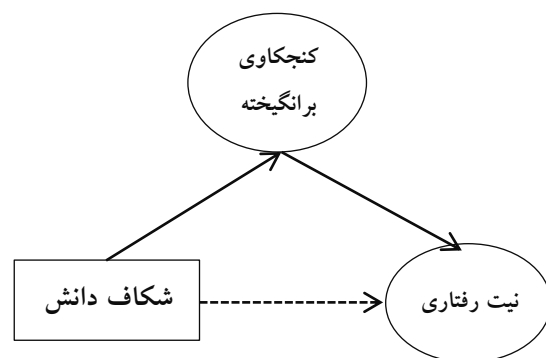 کنجکاوی
برانگیخته
شکاف دانش
نیت رفتاری